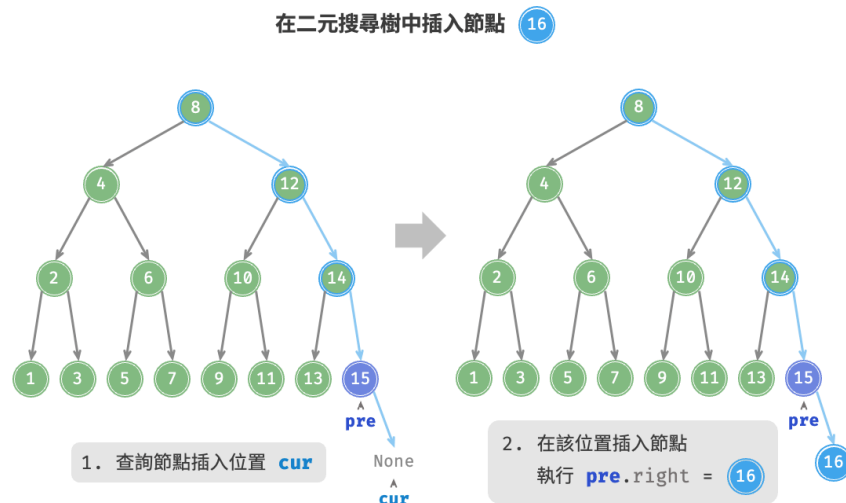 在二元搜尋樹中插入節點 16
8
4 12
2 6 10 14
1 3 5 7 9 11 13 15
pre
None
cur
1. 查詢節點插入位置 cur
8
4 12
2 6 10 14
1 3 5 7 9 11 13 15
pre
16
2. 在該位置插入節點
執行 pre.right = 16